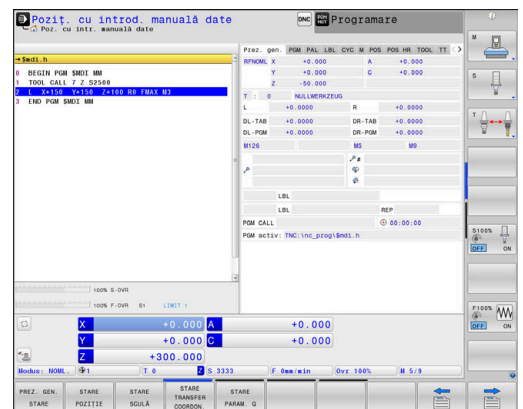 Poziţ. cu introd. manuală date
Poz. cu intr. manuală date
DNC
Programare
→$mdi.h
0 BEGIN PGM $MDI MM
1 TOOL CALL 7 Z S2500
2 L X+150 Y+150 Z+100 R0 FMAX M3
3 END PGM $MDI MM
100% S-OVR
100% F-OVR S1 LIMIT 1
Prez. gen. PGM PAL LBL CYC M POS POS HR TOOL TT
RFNOML X +0.000 A +0.000
Y +0.000 C +0.000
Z -50.000
T : 0 NULLWERKZEUG
L +0.0000 R +0.0000
DL-TAB +0.0000 DR-TAB +0.0000
DL-PGM +0.0000 DR-PGM +0.0000
M126 M5 M9
LBL
LBL REP
PGM CALL 00:00:00
PGM activ: TNC:\nc_prog\$mdi.h
X +0.000 A +0.000
Y +0.000 C +0.000
Z +300.000
Modus: NOML. 1 T 0 Z S 3333 F 0mm/min Ovr 100% M 5/9
PREZ. GEN. STARE
STARE POZIŢIE
STARE SCULĂ
STARE TRANSFER COORDON.
STARE PARAM. Q
M
S
T
S100%
OFF ON
F100%
OFF ON